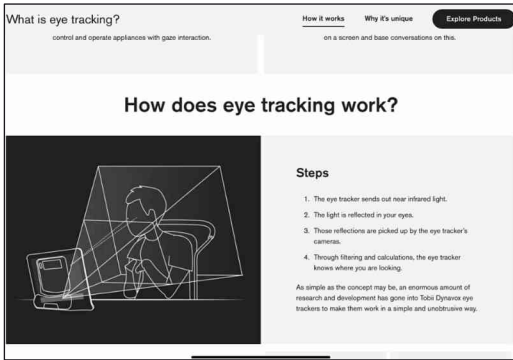 What is eye tracking?
How it works
Why it's unique
Explore Products
control and operate appliances with gaze interaction.
on a screen and base conversations on this.
How does eye tracking work?
Steps
1. The eye tracker sends out near infrared light.
2. The light is reflected in your eyes.
3. Those reflections are picked up by the eye tracker's
cameras.
4. Through filtering and calculations, the eye tracker
knows where you are looking.
As simple as the concept may be, an enormous amount of
research and development has gone into Tobii Dynavox eye
trackers to make them work in a simple and unobtrusive way.